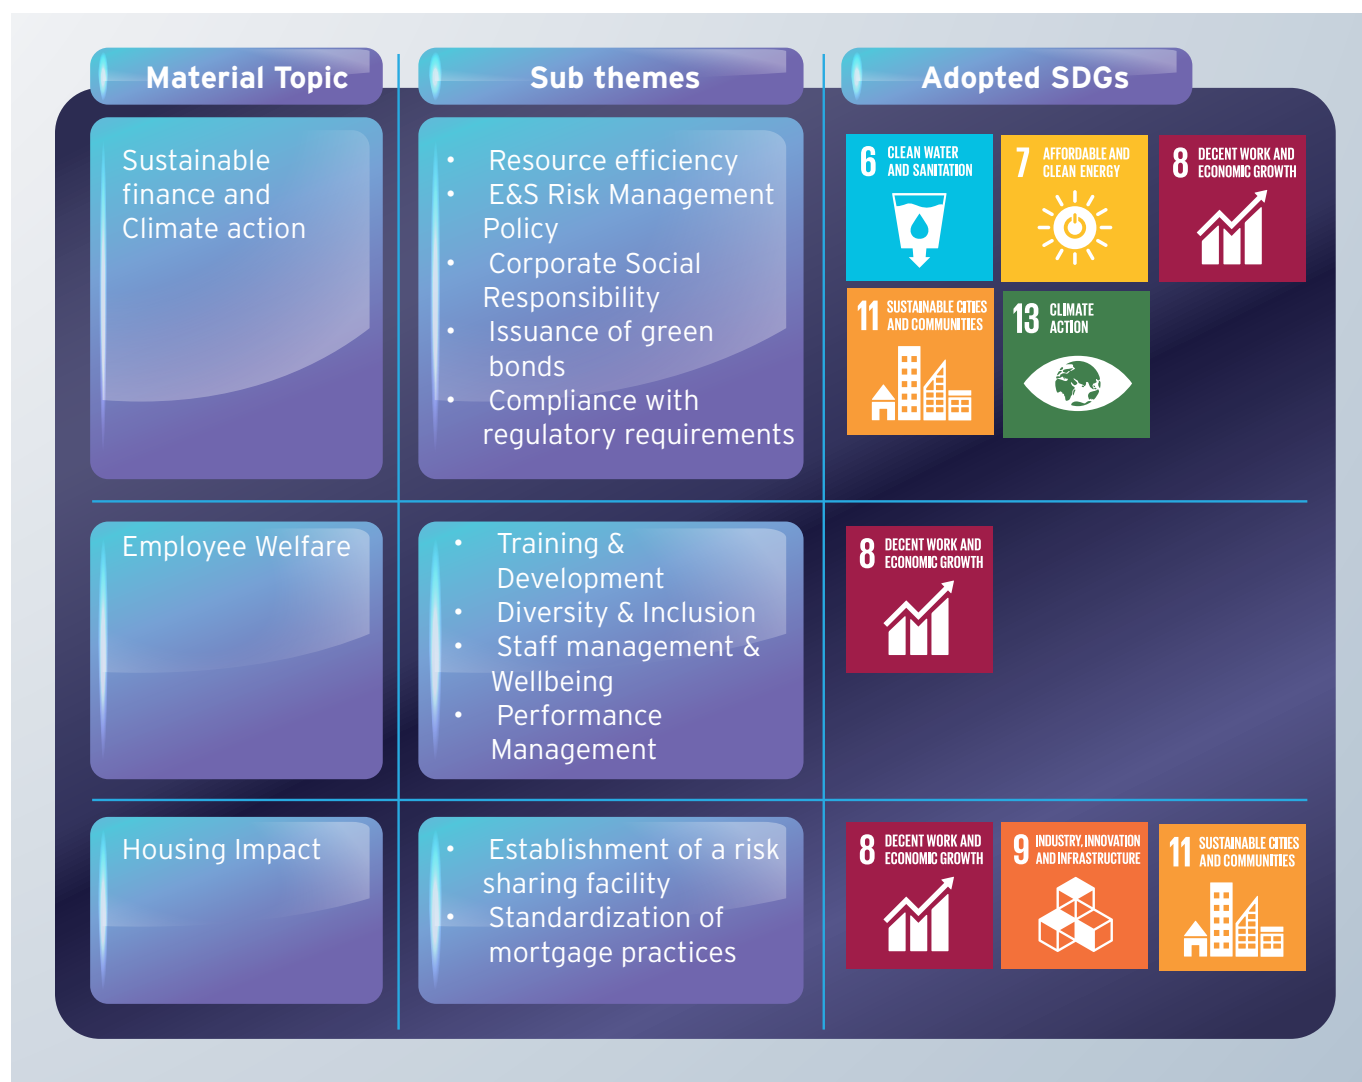 Material Topic
Sub themes
Adopted SDGs
Sustainable
finance and
Climate action
• Resource efficiency
• E&S Risk Management
Policy
• Corporate Social
Responsibility
• Issuance of green
bonds
• Compliance with
regulatory requirements
6 CLEAN WATER
AND SANITATION
7 AFFORDABLE AND
CLEAN ENERGY
8 DECENT WORK AND
ECONOMIC GROWTH
11 SUSTAINABLE CITIES
AND COMMUNITIES
13 CLIMATE
ACTION
Employee Welfare
• Training &
Development
• Diversity & Inclusion
• Staff management &
Wellbeing
• Performance
Management
8 DECENT WORK AND
ECONOMIC GROWTH
Housing Impact
• Establishment of a risk
sharing facility
• Standardization of
mortgage practices
8 DECENT WORK AND
ECONOMIC GROWTH
9 INDUSTRY, INNOVATION
AND INFRASTRUCTURE
11 SUSTAINABLE CITIES
AND COMMUNITIES